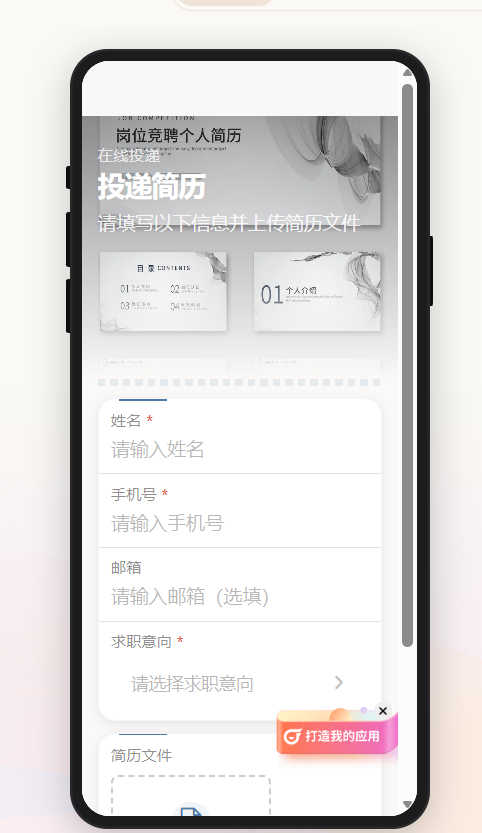 JOB COMPETITION
岗位竞聘个人简历
在线投递
投递简历
请填写以下信息并上传简历文件
目录 CONTENTS
01
02
03
04
01 个人介绍
姓名 *
请输入姓名
手机号 *
请输入手机号
邮箱
请输入邮箱（选填）
求职意向 *
请选择求职意向
打造我的应用
简历文件